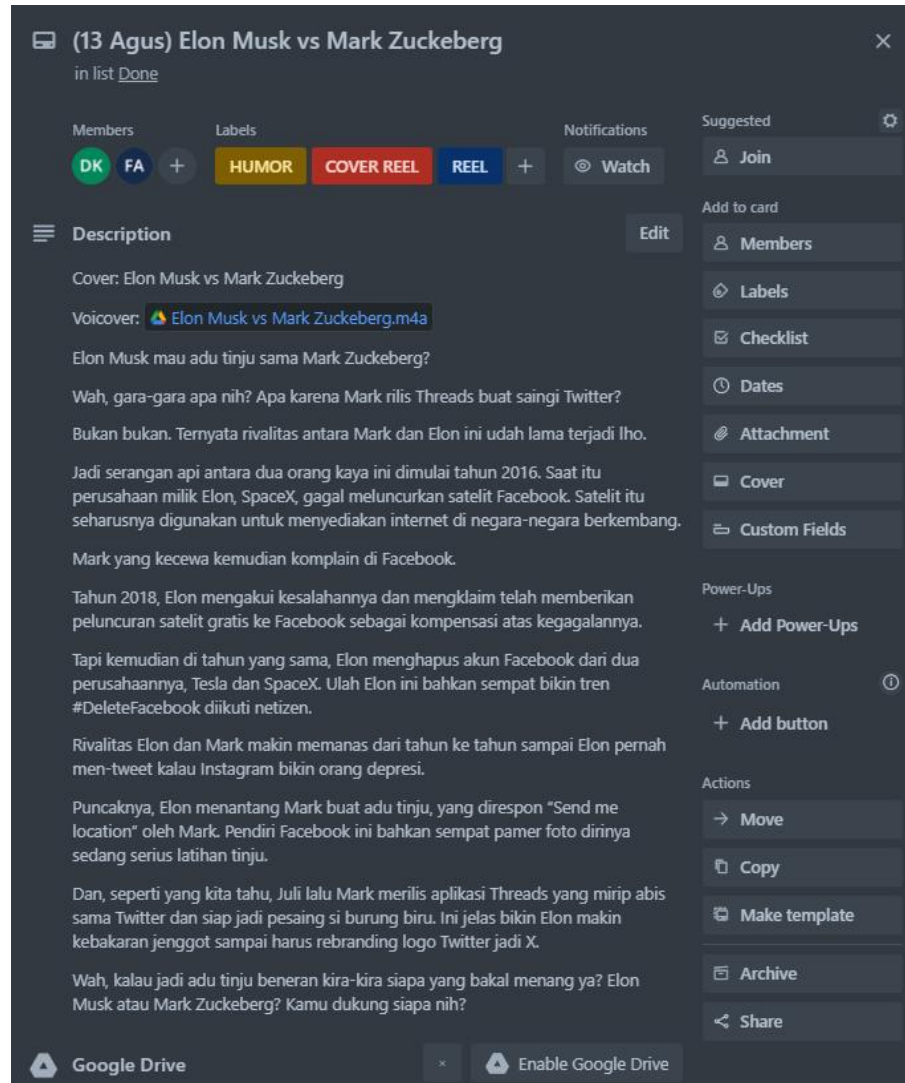 (13 Agus) Elon Musk vs Mark Zuckeberg
in list Done
Members
Labels
Notifications
DK FA +
HUMOR
COVER REEL
REEL
+
Watch
Description
Edit
Cover: Elon Musk vs Mark Zuckeberg
Voicover: Elon Musk vs Mark Zuckeberg.m4a
Elon Musk mau adu tinju sama Mark Zuckeberg?
Wah, gara-gara apa nih? Apa karena Mark rilis Threads buat saingi Twitter?
Bukan bukan. Ternyata rivalitas antara Mark dan Elon ini udah lama terjadi lho.
Jadi serangan api antara dua orang kaya ini dimulai tahun 2016. Saat itu
perusahaan milik Elon, SpaceX, gagal meluncurkan satelit Facebook. Satelit itu
seharusnya digunakan untuk menyediakan internet di negara-negara berkembang.
Mark yang kecewa kemudian komplain di Facebook.
Tahun 2018, Elon mengakui kesalahannya dan mengklaim telah memberikan
peluncuran satelit gratis ke Facebook sebagai kompensasi atas kegagalannya.
Tapi kemudian di tahun yang sama, Elon menghapus akun Facebook dari dua
perusahaannya, Tesla dan SpaceX. Ulah Elon ini bahkan sempat bikin tren
#DeleteFacebook diikuti netizen.
Rivalitas Elon dan Mark makin memanas dari tahun ke tahun sampai Elon pernah
men-tweet kalau Instagram bikin orang depresi.
Puncaknya, Elon menantang Mark buat adu tinju, yang direspon “Send me
location” oleh Mark. Pendiri Facebook ini bahkan sempat pamer foto dirinya
sedang serius latihan tinju.
Dan, seperti yang kita tahu, Juli lalu Mark merilis aplikasi Threads yang mirip abis
sama Twitter dan siap jadi pesaing si burung biru. Ini jelas bikin Elon makin
kebakaran jenggot sampai harus rebranding logo Twitter jadi X.
Wah, kalau jadi adu tinju beneran kira-kira siapa yang bakal menang ya? Elon
Musk atau Mark Zuckeberg? Kamu dukung siapa nih?
Google Drive
Enable Google Drive
Suggested
Join
Add to card
Members
Labels
Checklist
Dates
Attachment
Cover
Custom Fields
Power-Ups
+ Add Power-Ups
Automation
+ Add button
Actions
Move
Copy
Make template
Archive
Share